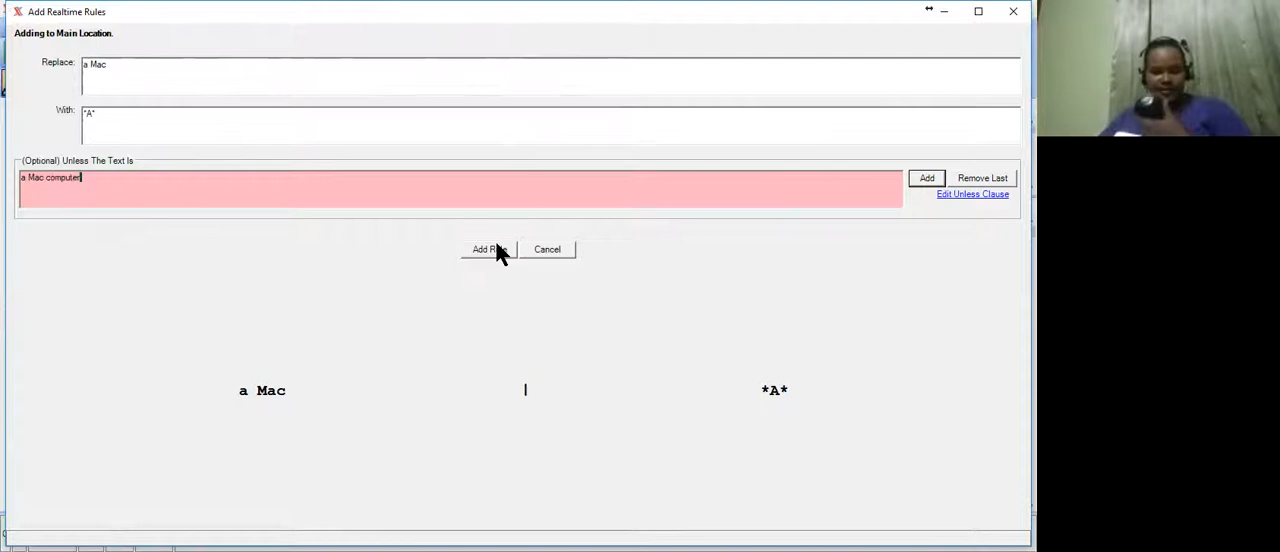 Add Realtime Rules
Adding to Main Location.
Replace: a Mac
With: *A*
(Optional) Unless The Text Is
a Mac computer
Add Remove Last
Edit Unless Clause
Cancel
a Mac | *A*